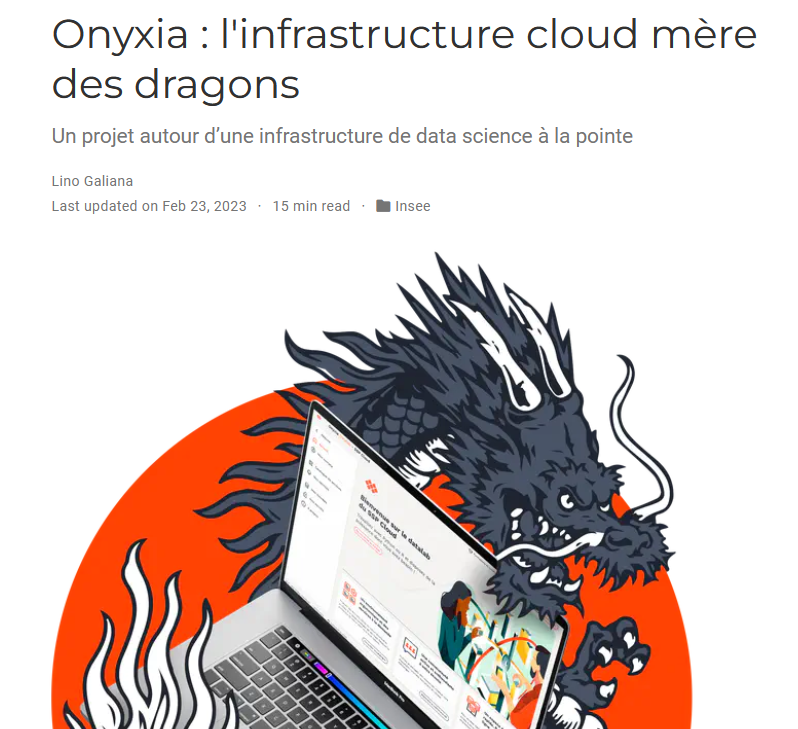 Onyxia : l'infrastructure cloud mère
des dragons
Un projet autour d’une infrastructure de data science à la pointe
Lino Galiana
Last updated on Feb 23, 2023 · 15 min read · Insee
Bienvenue sur le datalab
du SSP Cloud